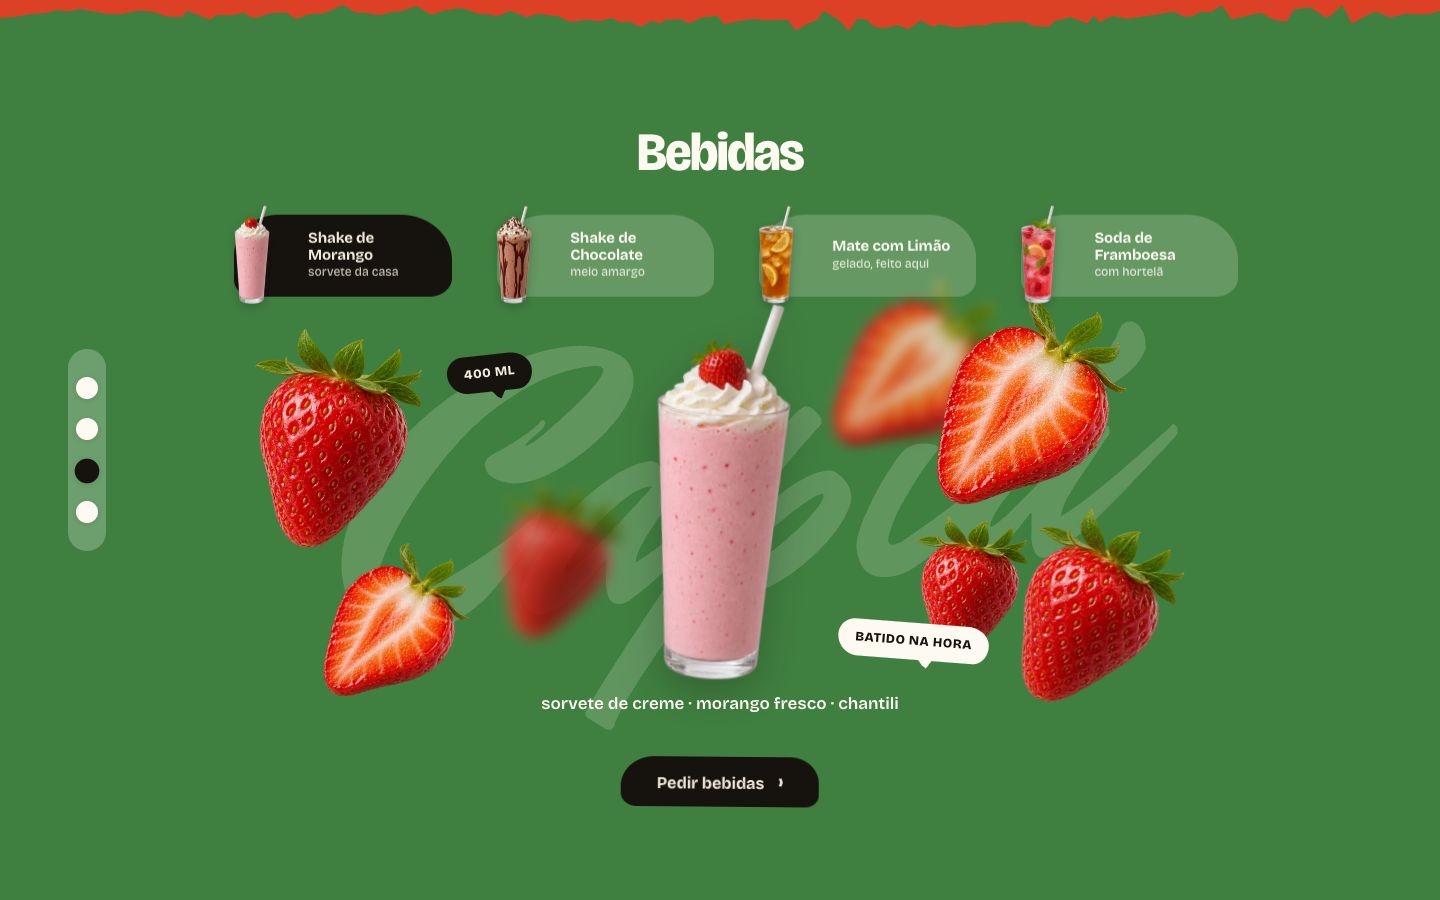 Bebidas
Shake de
Morango
sorvete da casa
Shake de
Chocolate
meio amargo
Mate com Limão
gelado, feito aqui
Soda de
Framboesa
com hortelã
400 ML
Capid
BATIDO NA HORA
sorvete de creme · morango fresco · chantili
Pedir bebidas ›